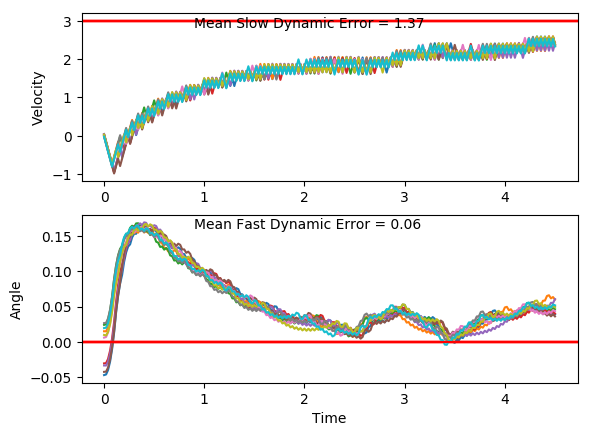 Mean Slow Dynamic Error = 1.37
3
2
1
0
−1
Velocity
0 1 2 3 4
Mean Fast Dynamic Error = 0.06
0.15
0.10
0.05
0.00
−0.05
Angle
0 1 2 3 4
Time